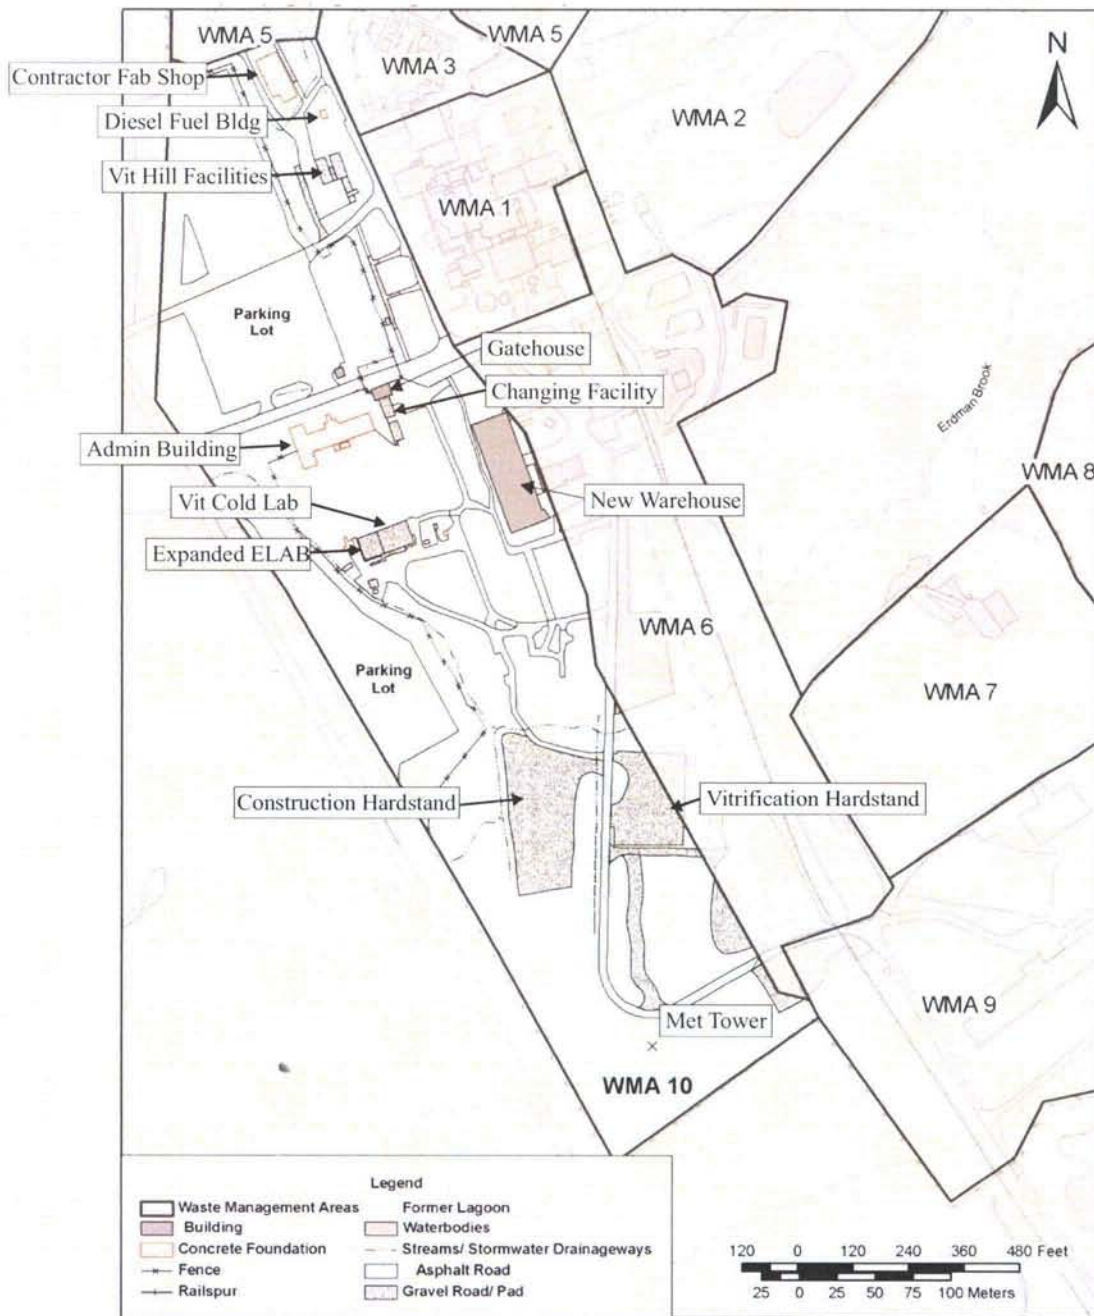 WMA 5
WMA 5
N
WMA 3
Contractor Fab Shop
WMA 2
Diesel Fuel Bldg
Vit Hill Facilities
WMA 1
Parking
Lot
Gatehouse
Changing Facility
Erdman Brook
Admin Building
WMA 8
Vit Cold Lab
New Warehouse
Expanded ELAB
WMA 6
Parking
Lot
WMA 7
Construction Hardstand
Vitrification Hardstand
WMA 9
Met Tower
WMA 10
Legend
Waste Management Areas
Former Lagoon
Building
Waterbodies
Concrete Foundation
Streams/ Stormwater Drainageways
Fence
Asphalt Road
Railspur
Gravel Road/ Pad
120 0 120 240 360 480 Feet
25 0 25 50 75 100 Meters